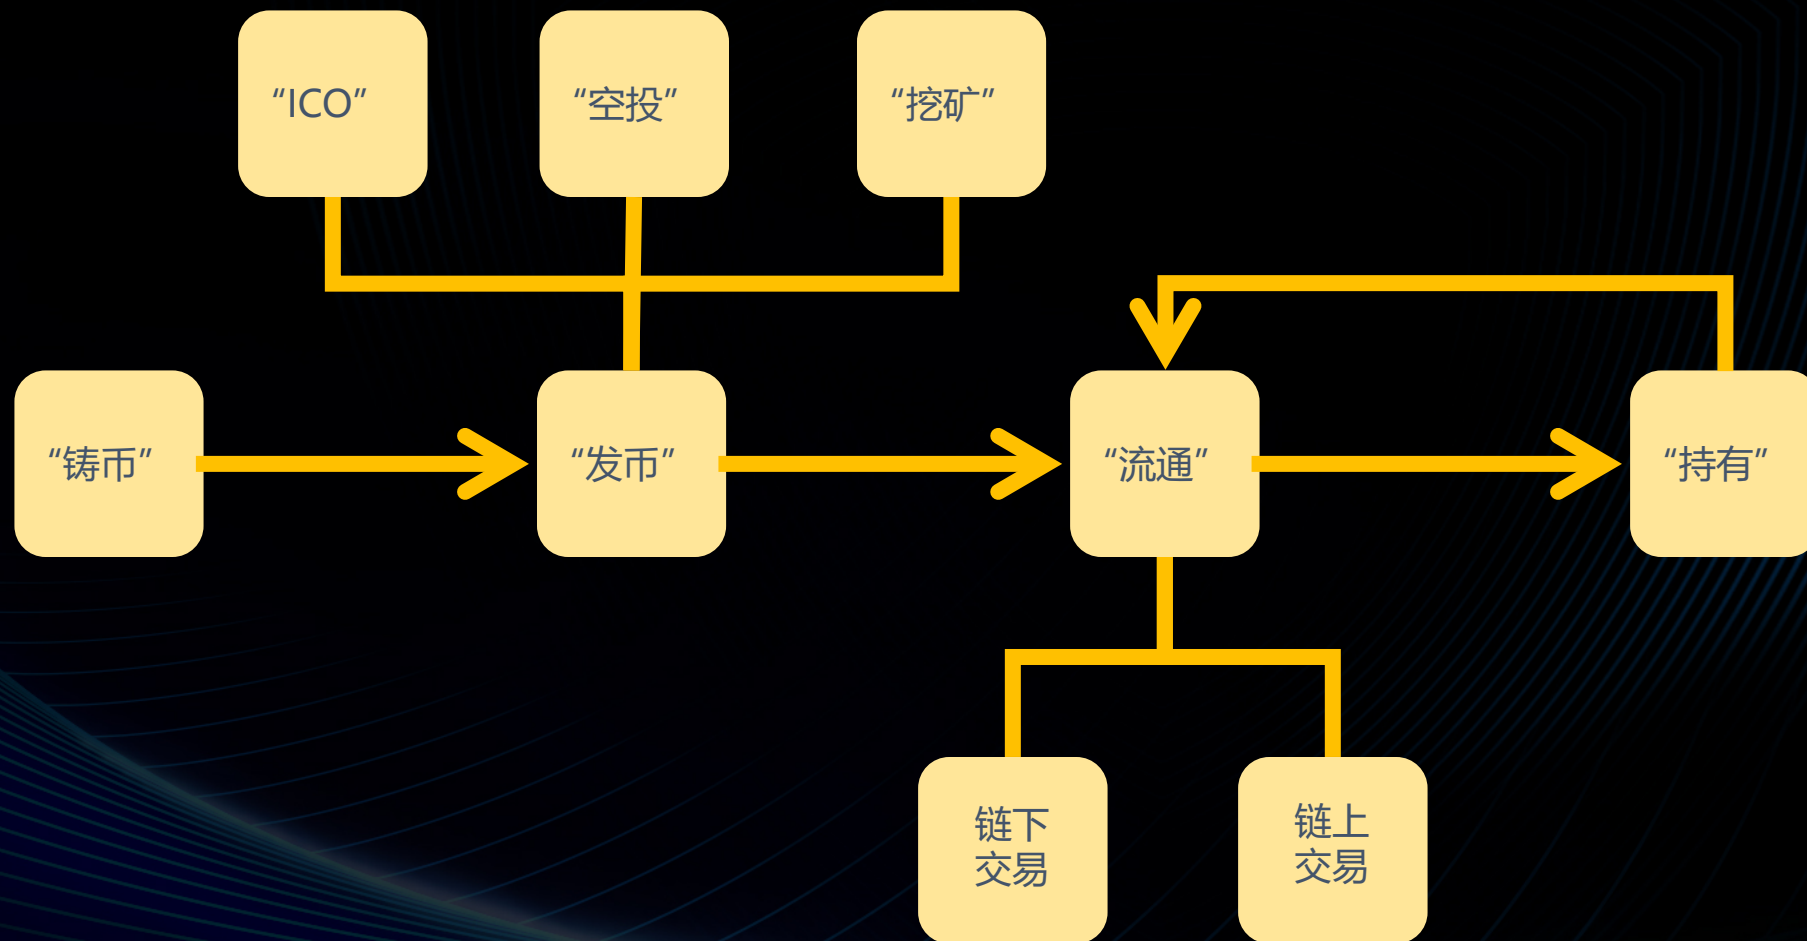 “ICO”
“空投”
“挖矿”
“铸币”
“发币”
“流通”
“持有”
链下
交易
链上
交易